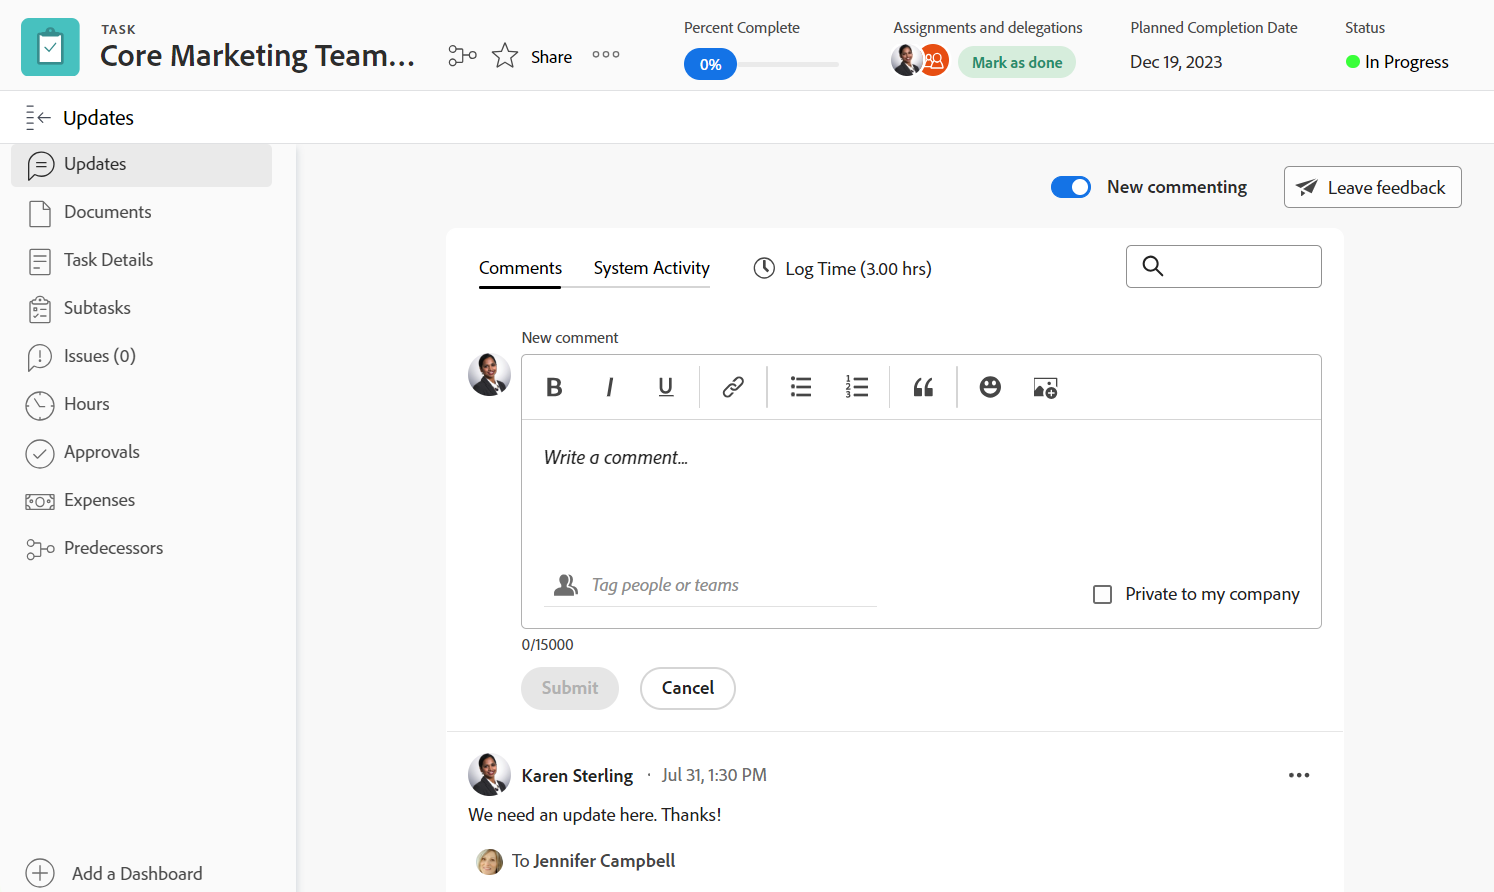 TASK
Core Marketing Team...
Share
Percent Complete
0%
Assignments and delegations
Mark as done
Planned Completion Date
Dec 19, 2023
Status
In Progress
Updates
Updates
Documents
Task Details
Subtasks
Issues (0)
Hours
Approvals
Expenses
Predecessors
Add a Dashboard
New commenting
Leave feedback
Comments
System Activity
Log Time (3.00 hrs)
New comment
B I U
Write a comment...
Tag people or teams
Private to my company
0/15000
Submit
Cancel
Karen Sterling · Jul 31, 1:30 PM
We need an update here. Thanks!
To Jennifer Campbell